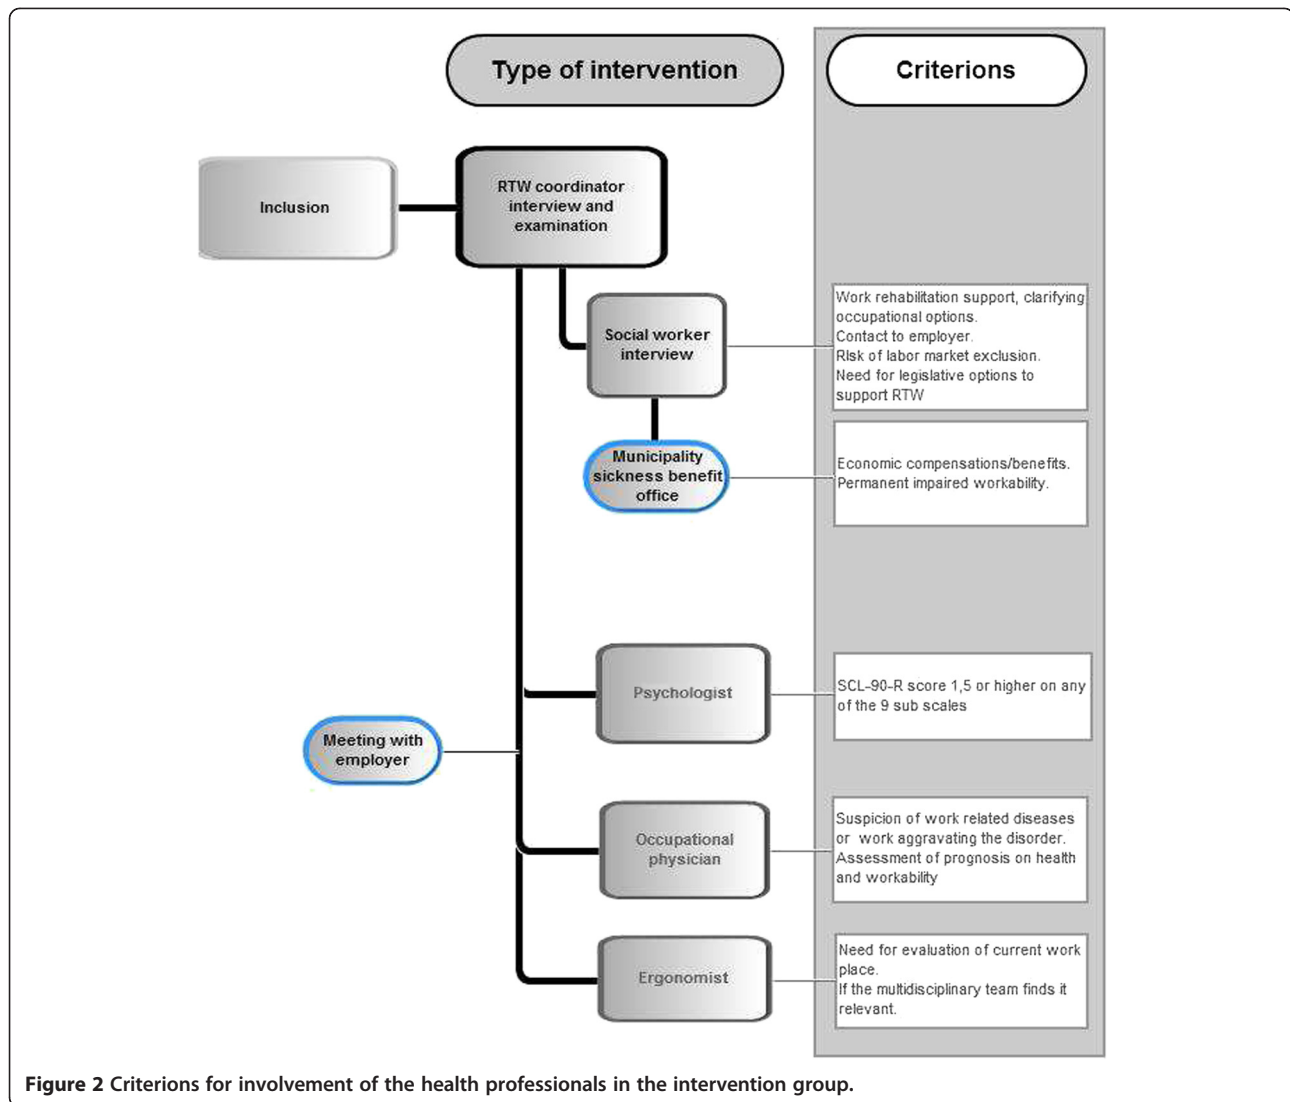 Type of intervention
Criterions
Inclusion
RTW coordinator
interview and
examination
Social worker
interview
Work rehabilitation support, clarifying
occupational options.
Contact to employer.
Risk of labor market exclusion.
Need for legislative options to
support RTW
Municipality
sickness benefit
office
Economic compensations/benefits.
Permanent impaired workability.
Psychologist
SCL-90-R score 1,5 or higher on any
of the 9 sub scales
Meeting with
employer
Occupational
physician
Suspicion of work related diseases
or work aggravating the disorder.
Assessment of prognosis on health
and workability
Ergonomist
Need for evaluation of current work
place.
If the multidisciplinary team finds it
relevant.
Figure 2 Criterions for involvement of the health professionals in the intervention group.